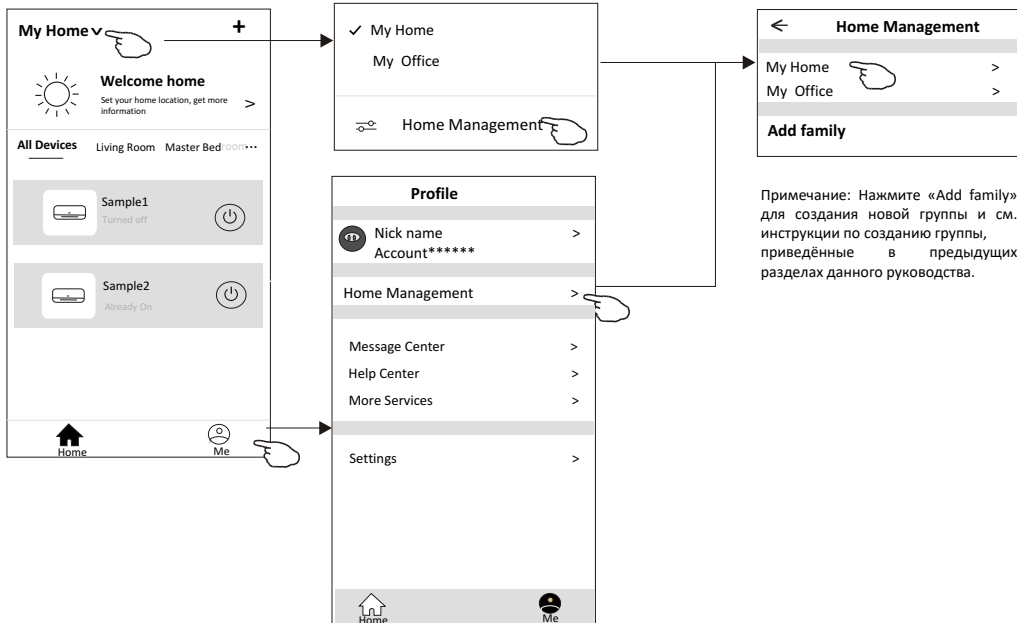 My Home
+
Welcome home
Set your home location, get more
information
>
All Devices Living Room Master Bedroom...
Sample1
Turned off
Sample2
Already On
Home Me
✓ My Home
My Office
Home Management
Profile
Nick name >
Account******
Home Management >
Message Center >
Help Center >
More Services >
Settings >
Home Me
Home Management
My Home >
My Office >
Add family
Примечание: Нажмите «Add family»
для создания новой группы и см.
инструкции по созданию группы,
приведённые в предыдущих
разделах данного руководства.